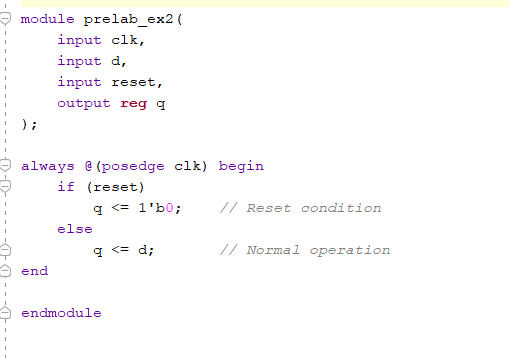 module prelab_ex2(
    input clk,
    input d,
    input reset,
    output reg q
);
always @(posedge clk) begin
    if (reset)
        q <= 1'b0;    // Reset condition
    else
        q <= d;       // Normal operation
end
endmodule